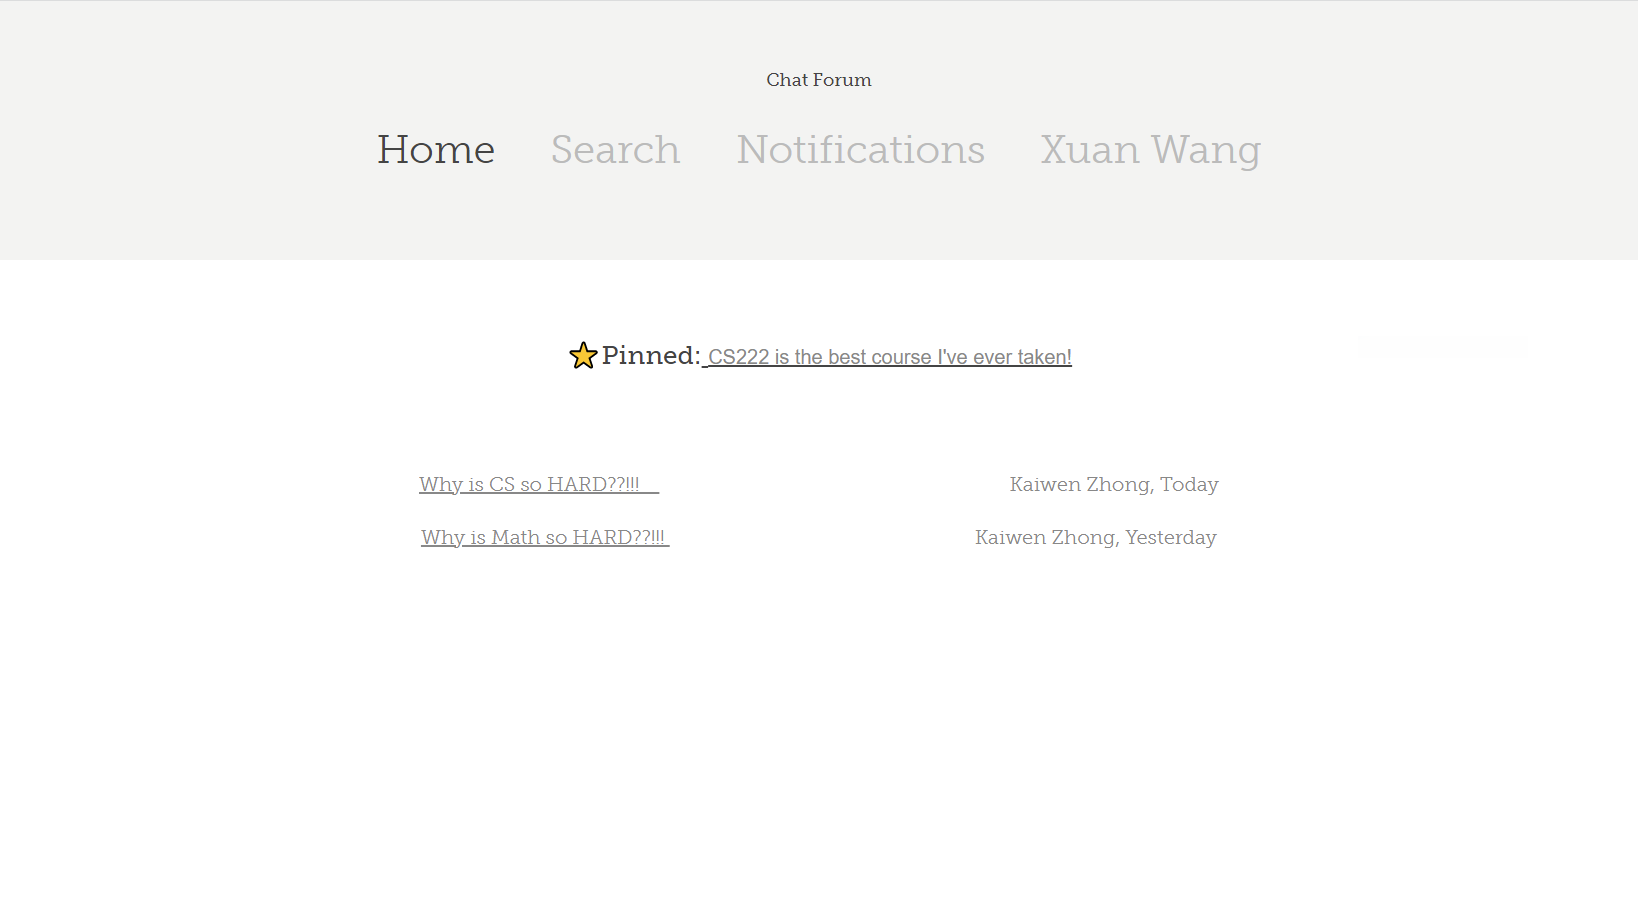 Chat Forum
Home Search Notifications Xuan Wang
⭐Pinned: CS222 is the best course I've ever taken!
Why is CS so HARD??!!! Kaiwen Zhong, Today
Why is Math so HARD??!!! Kaiwen Zhong, Yesterday